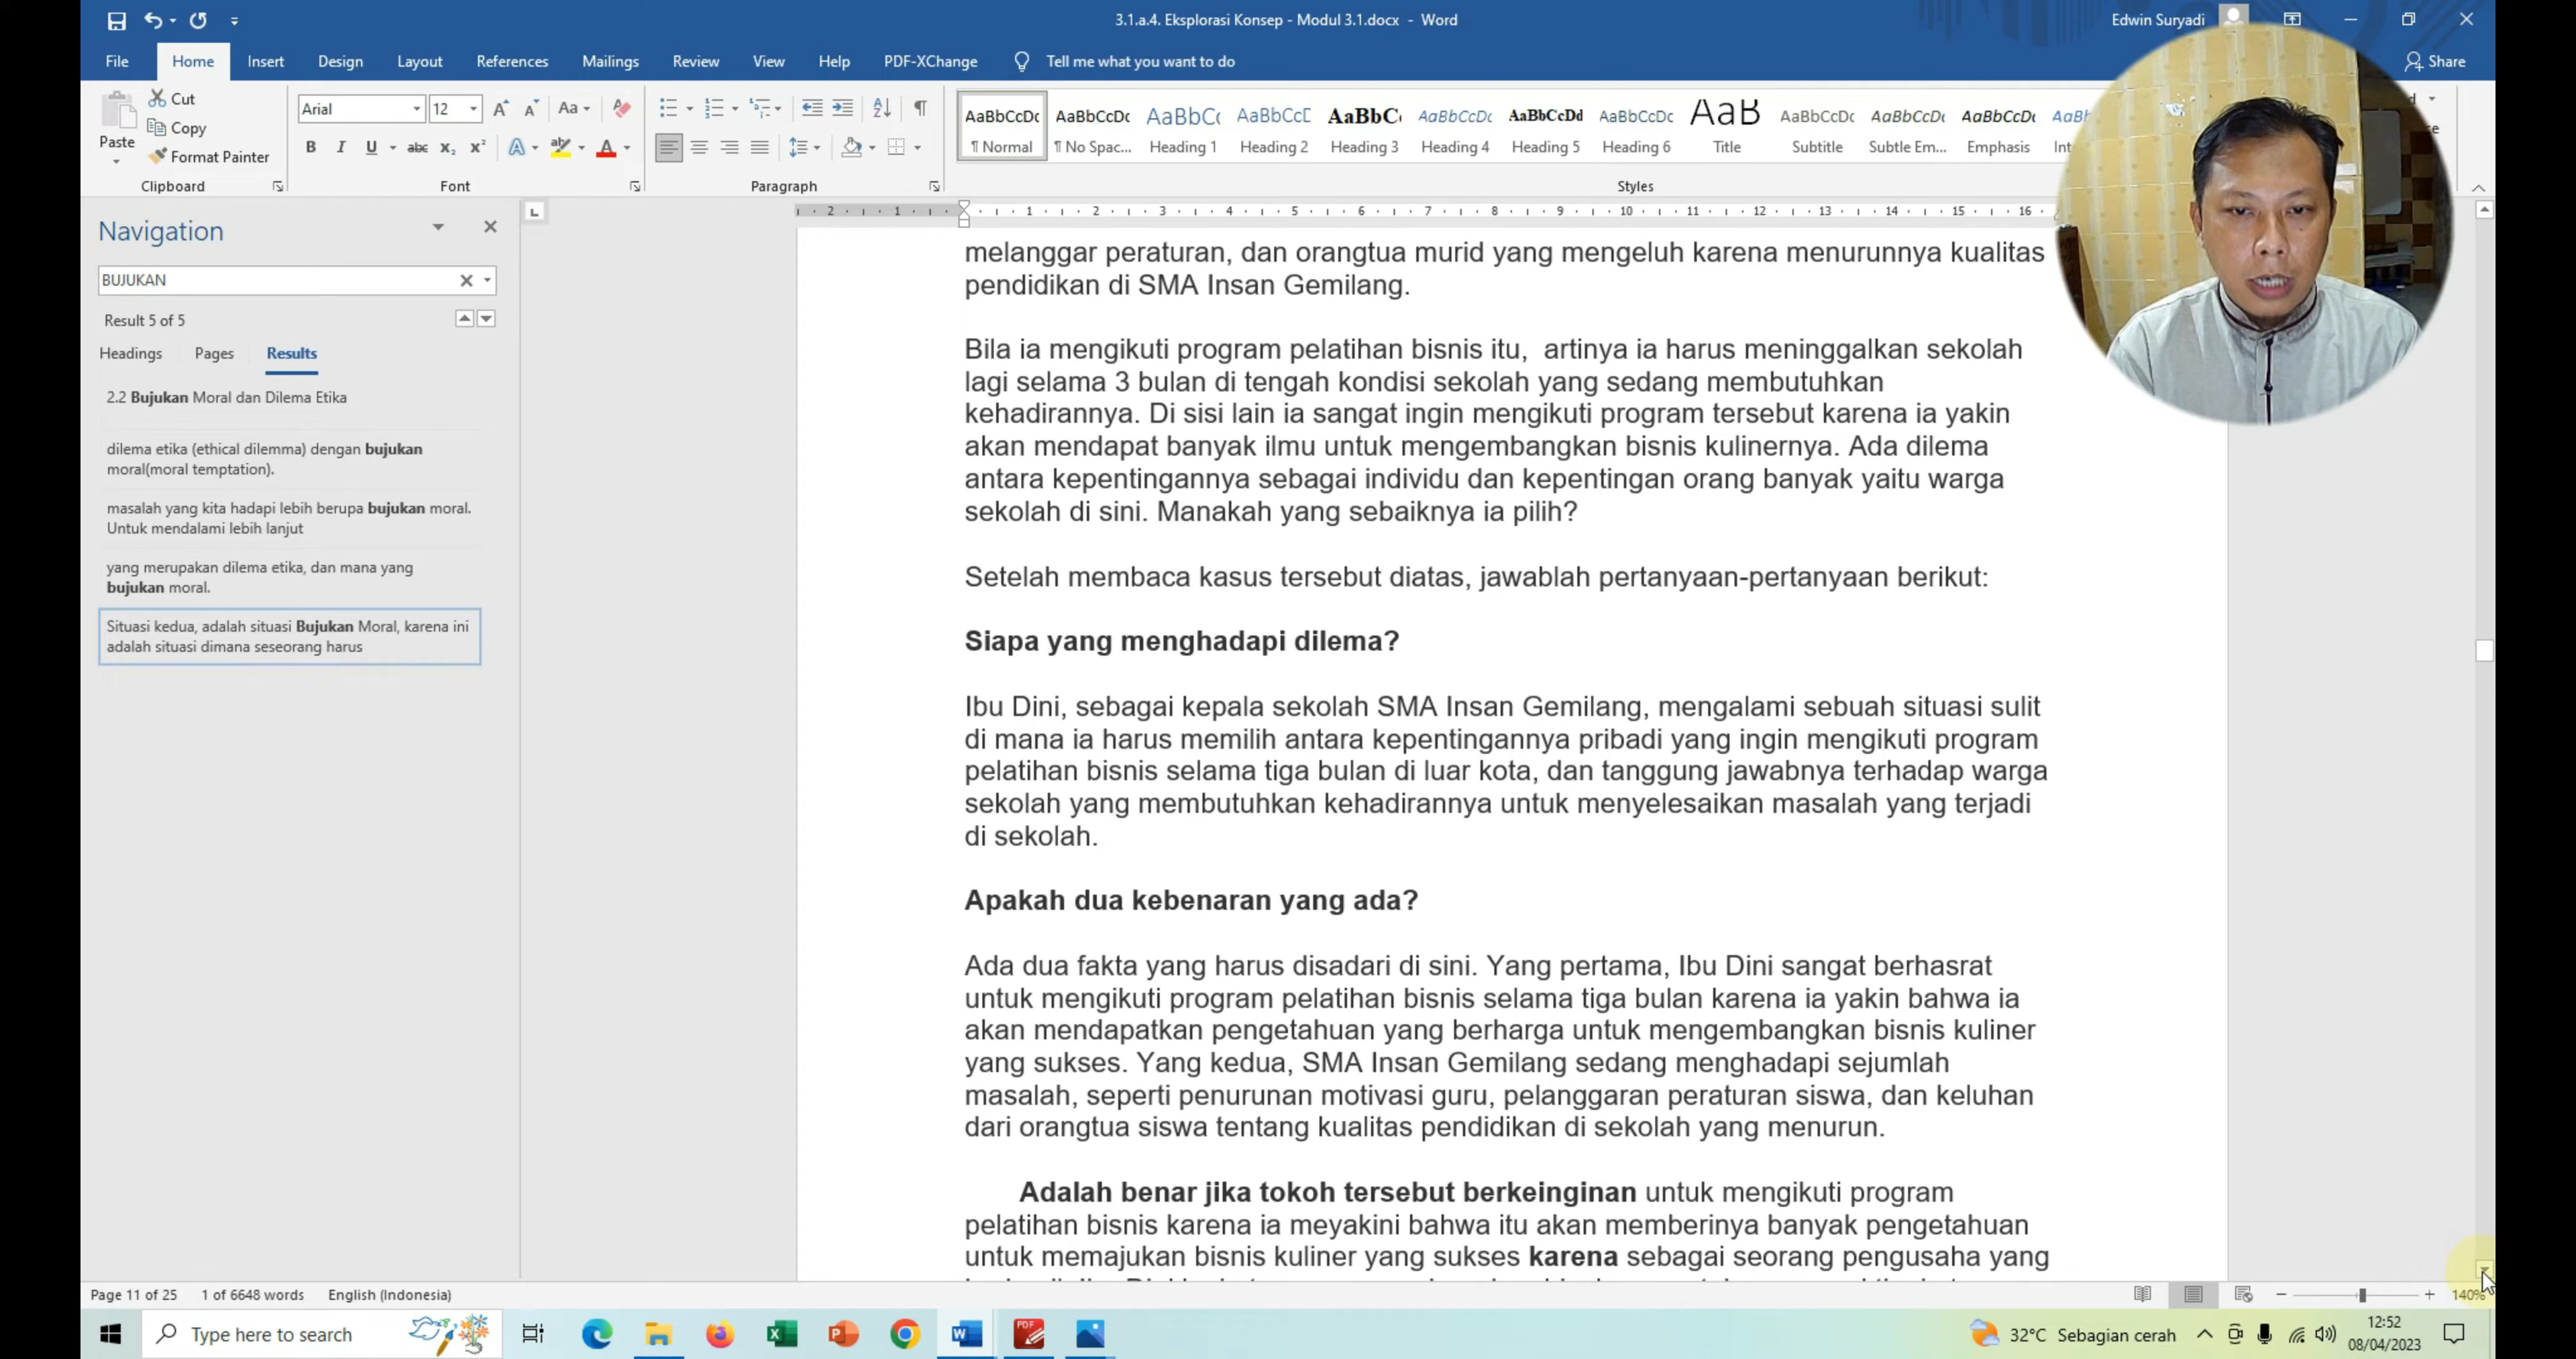 3.1.a.4. Eksplorasi Konsep - Modul 3.1.docx - Word
Edwin Suryadi
File Home Insert Design Layout References Mailings Review View Help PDF-XChange Tell me what you want to do Share
Paste
Cut
Copy
Format Painter
Clipboard
Arial 12
Font
Paragraph
AaBbCcDc AaBbCcDc AaBbC AaBbCcD AaBbC AaBbCcDc AaBbCcDd AaBbCcDc AaB AaBbCcDc AaBbCcDc AaBbCcDc
¶ Normal ¶ No Spac... Heading 1 Heading 2 Heading 3 Heading 4 Heading 5 Heading 6 Title Subtitle Subtle Em... Emphasis
Styles
2 1 1 2 3 4 5 6 7 8 9 10 11 12 13 14 15 16
Navigation
BUJUKAN
Result 5 of 5
Headings Pages Results
2.2 Bujukan Moral dan Dilema Etika
dilema etika (ethical dilemma) dengan bujukan
moral(moral temptation).
masalah yang kita hadapi lebih berupa bujukan moral.
Untuk mendalami lebih lanjut
yang merupakan dilema etika, dan mana yang
bujukan moral.
Situasi kedua, adalah situasi Bujukan Moral, karena ini
adalah situasi dimana seseorang harus
melanggar peraturan, dan orangtua murid yang mengeluh karena menurunnya kualitas
pendidikan di SMA Insan Gemilang.
Bila ia mengikuti program pelatihan bisnis itu,  artinya ia harus meninggalkan sekolah
lagi selama 3 bulan di tengah kondisi sekolah yang sedang membutuhkan
kehadirannya. Di sisi lain ia sangat ingin mengikuti program tersebut karena ia yakin
akan mendapat banyak ilmu untuk mengembangkan bisnis kulinernya. Ada dilema
antara kepentingannya sebagai individu dan kepentingan orang banyak yaitu warga
sekolah di sini. Manakah yang sebaiknya ia pilih?
Setelah membaca kasus tersebut diatas, jawablah pertanyaan-pertanyaan berikut:
Siapa yang menghadapi dilema?
Ibu Dini, sebagai kepala sekolah SMA Insan Gemilang, mengalami sebuah situasi sulit
di mana ia harus memilih antara kepentingannya pribadi yang ingin mengikuti program
pelatihan bisnis selama tiga bulan di luar kota, dan tanggung jawabnya terhadap warga
sekolah yang membutuhkan kehadirannya untuk menyelesaikan masalah yang terjadi
di sekolah.
Apakah dua kebenaran yang ada?
Ada dua fakta yang harus disadari di sini. Yang pertama, Ibu Dini sangat berhasrat
untuk mengikuti program pelatihan bisnis selama tiga bulan karena ia yakin bahwa ia
akan mendapatkan pengetahuan yang berharga untuk mengembangkan bisnis kuliner
yang sukses. Yang kedua, SMA Insan Gemilang sedang menghadapi sejumlah
masalah, seperti penurunan motivasi guru, pelanggaran peraturan siswa, dan keluhan
dari orangtua siswa tentang kualitas pendidikan di sekolah yang menurun.
Adalah benar jika tokoh tersebut berkeinginan untuk mengikuti program
pelatihan bisnis karena ia meyakini bahwa itu akan memberinya banyak pengetahuan
untuk memajukan bisnis kuliner yang sukses karena sebagai seorang pengusaha yang
Page 11 of 25 1 of 6648 words English (Indonesia) 140%
Type here to search
32°C Sebagian cerah
12:52
08/04/2023